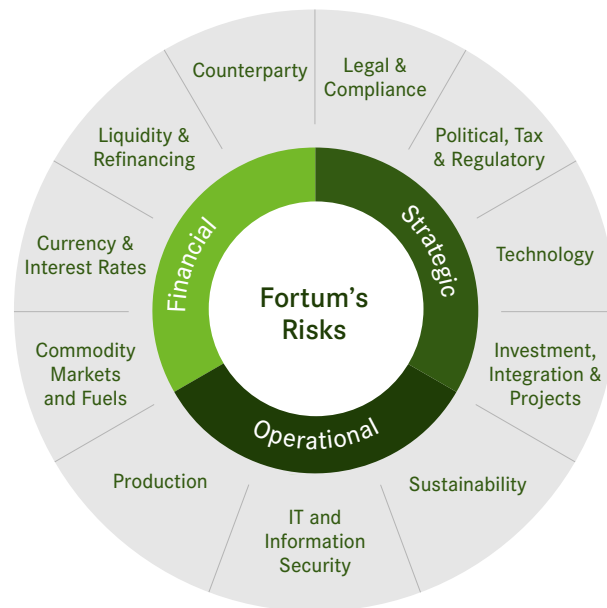 Counterparty
Legal &
Compliance
Political, Tax
& Regulatory
Technology
Investment,
Integration &
Projects
Sustainability
IT and
Information
Security
Production
Commodity
Markets
and Fuels
Currency &
Interest Rates
Liquidity &
Refinancing
Financial
Strategic
Operational
Fortum’s
Risks